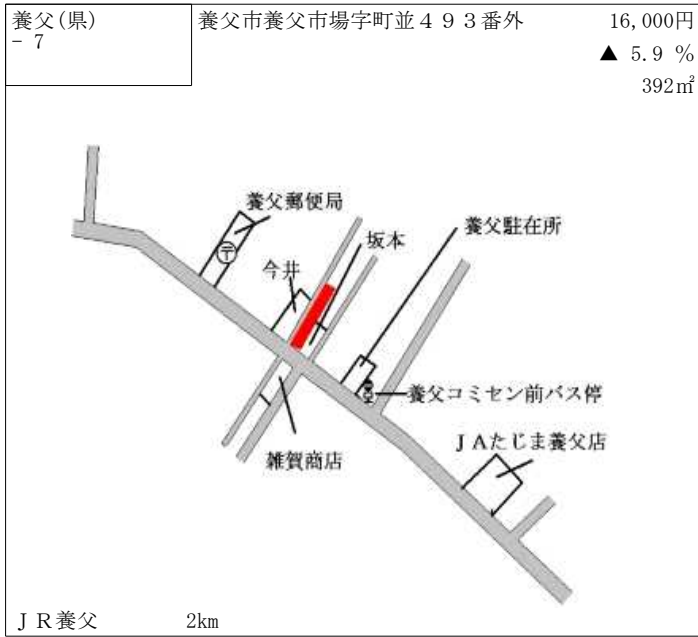 養父(県)
- 7
養父市養父市場字町並４９３番外
16,000円
▲ 5.9 %
392㎡
養父郵便局
〒
養父駐在所
坂本
今井
養父コミセン前バス停
ＪＡたじま養父店
雑賀商店
ＪＲ養父 2km